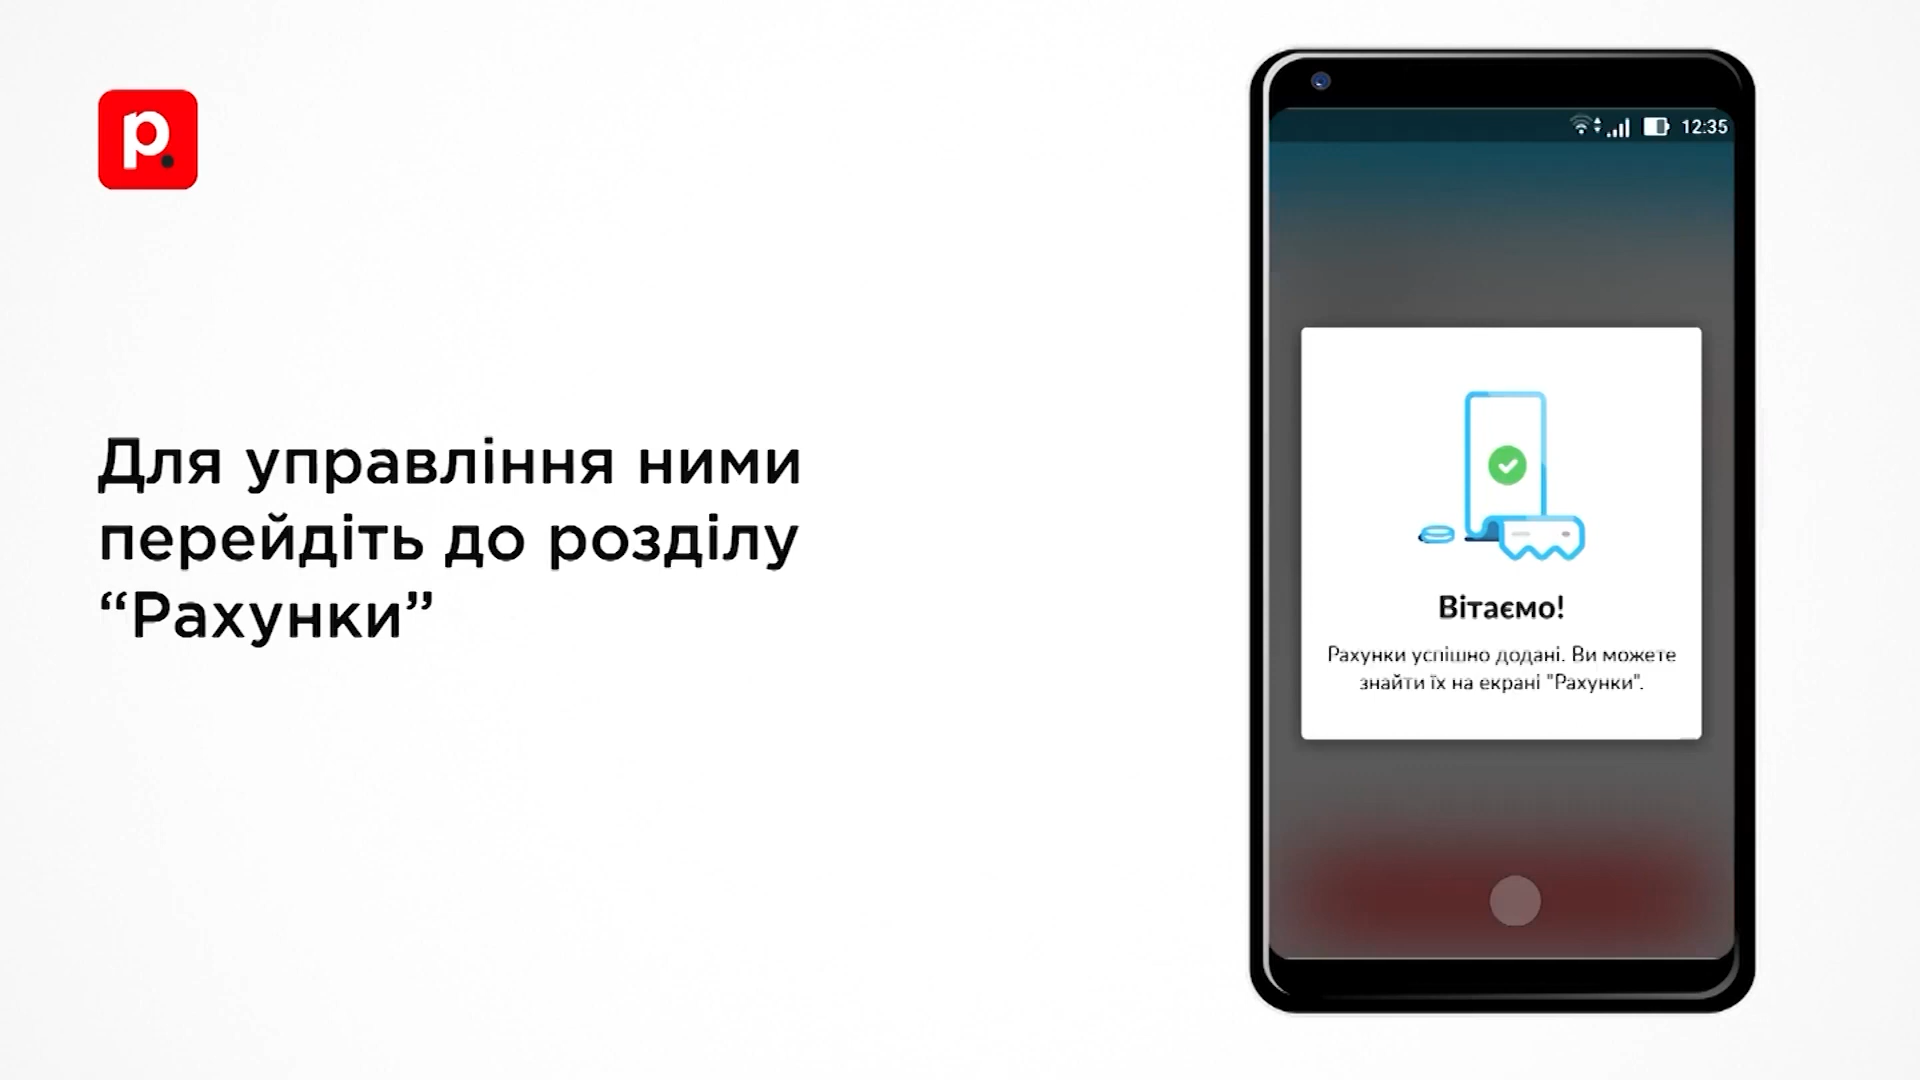 p.
Для управління ними
перейдіть до розділу
“Рахунки”
12:35
Вітаємо!
Рахунки успішно додані. Ви можете
знайти їх на екрані "Рахунки".